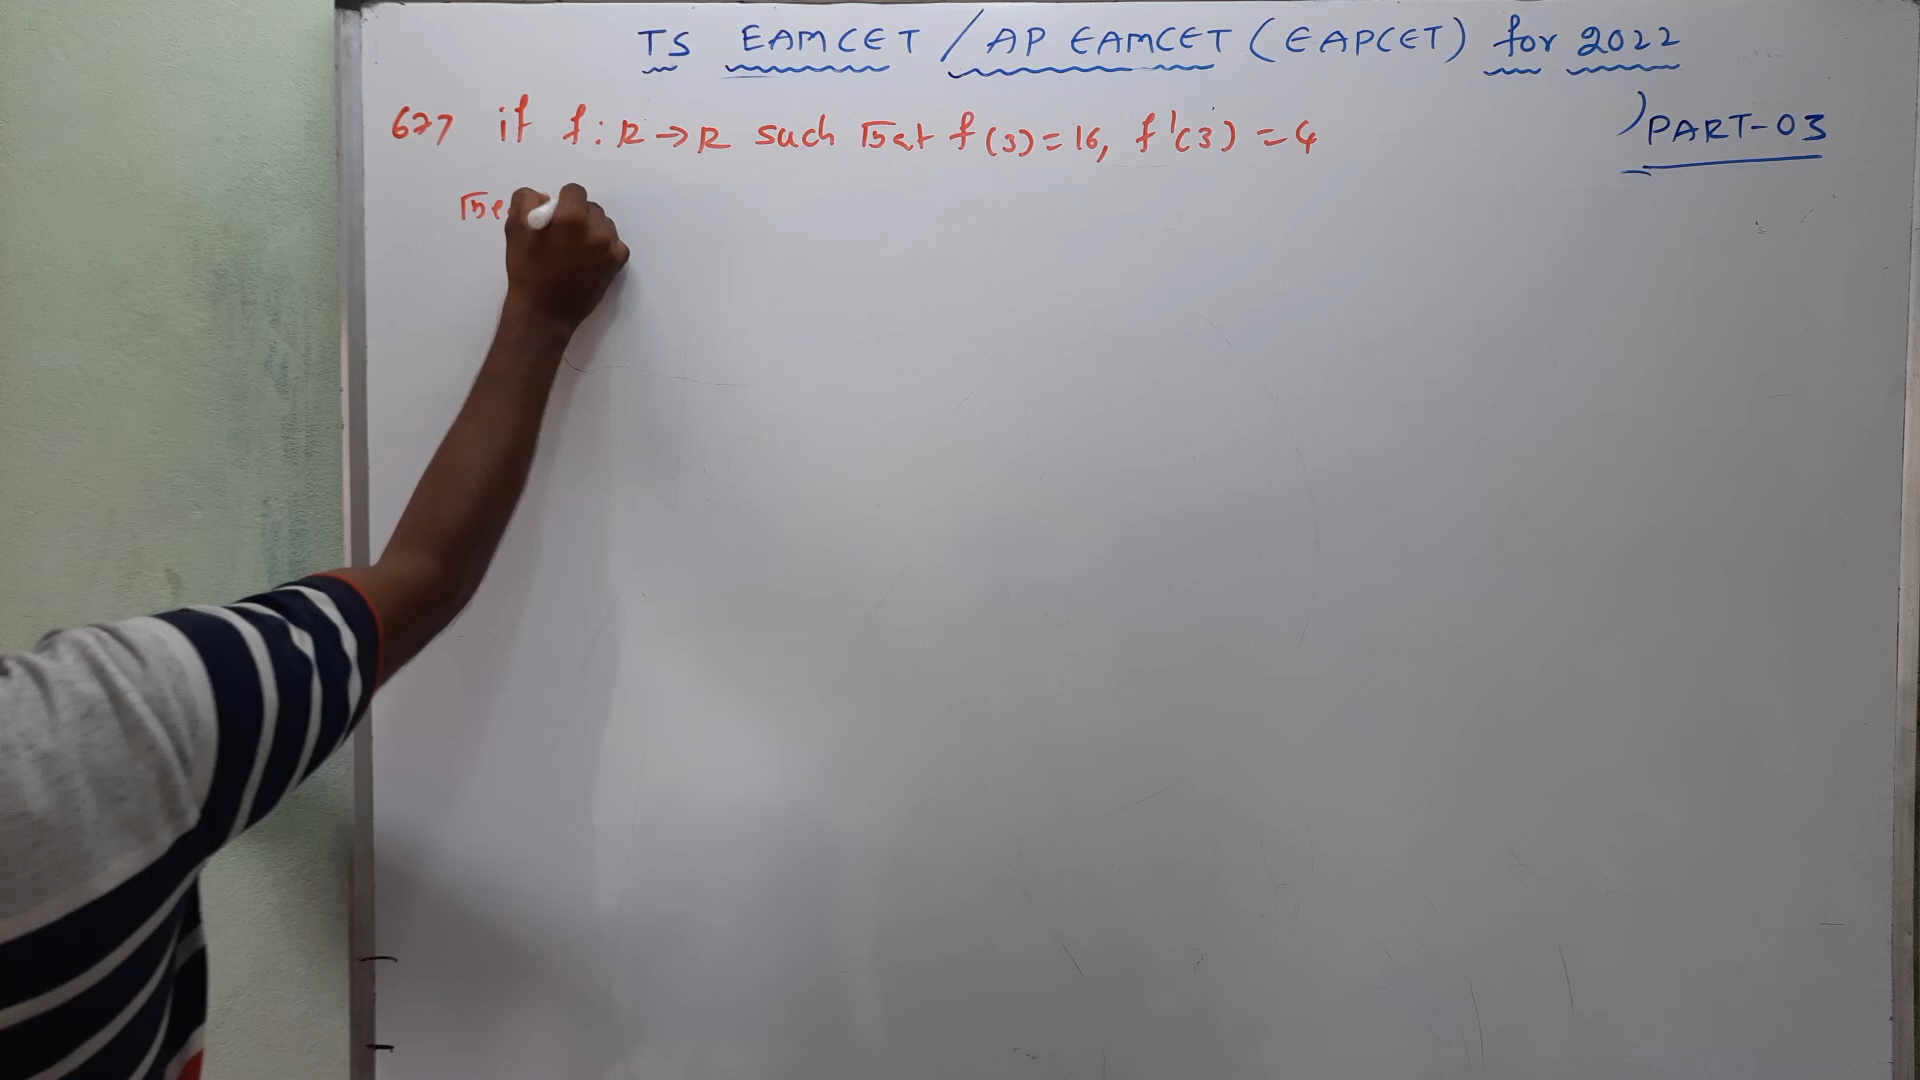 TS EAMCET / AP EAMCET (EAPCET) for 2022
627 if f : R → R such that f(3) = 16, f'(3) = 4
PART-03